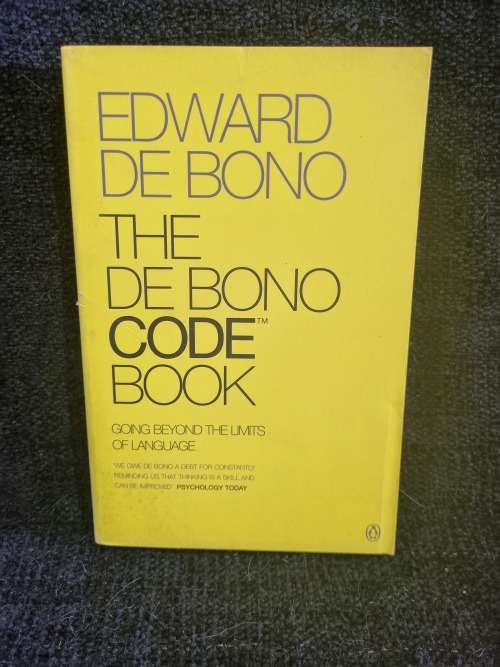 EDWARD
DE BONO
THE
DE BONO
CODE™
BOOK
GOING BEYOND THE LIMITS
OF LANGUAGE
'WE OWE DE BONO A DEBT FOR CONSTANTLY
REMINDING US THAT THINKING IS A SKILL AND
CAN BE IMPROVED' PSYCHOLOGY TODAY